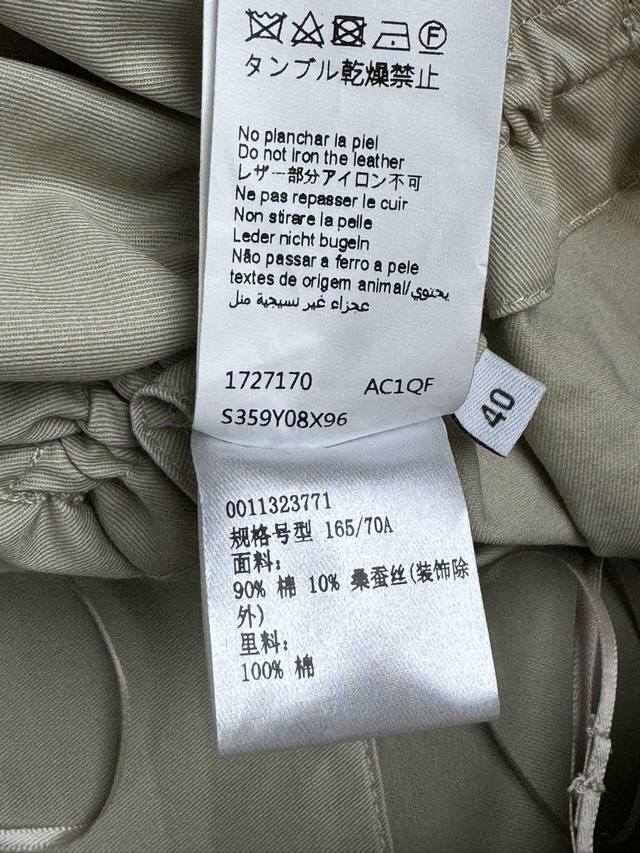 タンブル乾燥禁止
No planchar la piel
Do not iron the leather
レザー部分アイロン不可
Ne pas repasser le cuir
Non stirare la pelle
Leder nicht bugeln
Não passar a ferro a pele
textes de origem animal/يحتوي
عجزاء غير نسيجية منل
1727170 AC1QF
S359Y08X96
40
0011323771
规格号型 165/70A
面料:
90% 棉 10% 桑蚕丝(装饰除
外)
里料:
100% 棉